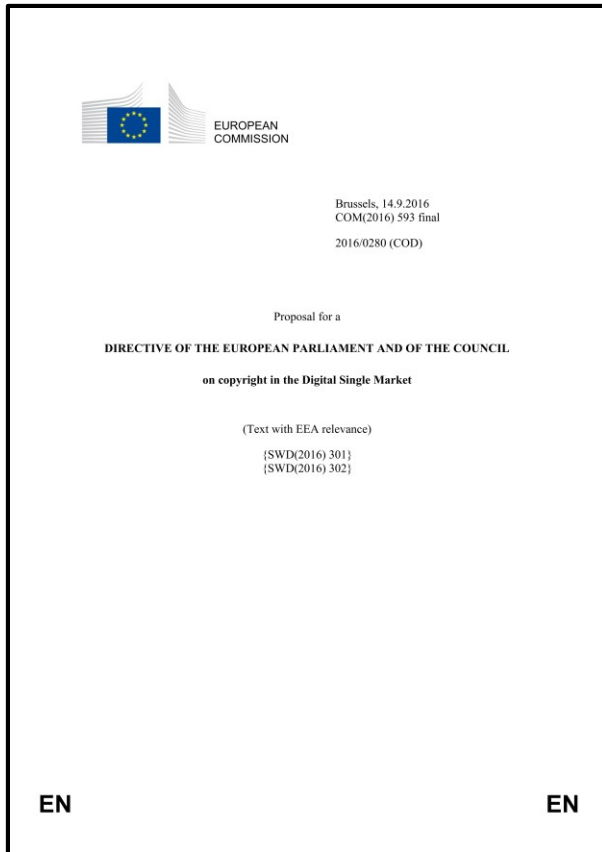 EUROPEAN
COMMISSION
Brussels, 14.9.2016
COM(2016) 593 final
2016/0280 (COD)
Proposal for a
DIRECTIVE OF THE EUROPEAN PARLIAMENT AND OF THE COUNCIL
on copyright in the Digital Single Market
(Text with EEA relevance)
{SWD(2016) 301}
{SWD(2016) 302}
EN EN